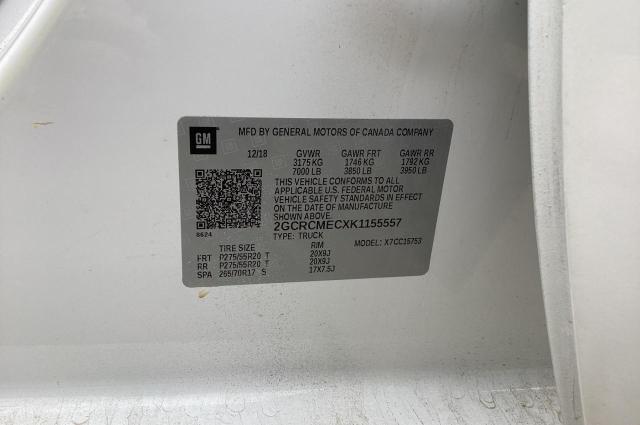 GM
MFD BY GENERAL MOTORS OF CANADA COMPANY
12/18 GVWR GAWR FRT GAWR RR
3175 KG 1746 KG 1792 KG
7000 LB 3850 LB 3950 LB
THIS VEHICLE CONFORMS TO ALL
APPLICABLE U.S. FEDERAL MOTOR
VEHICLE SAFETY STANDARDS IN EFFECT
ON THE DATE OF MANUFACTURE
SHOWN ABOVE.
8624
2GCRCMECXK1155557
TYPE: TRUCK
MODEL: X7CC15753
TIRE SIZE RIM
FRT P275/55R20 T 20X9J
RR P275/55R20 T 20X9J
SPA 265/70R17 S 17X7.5J